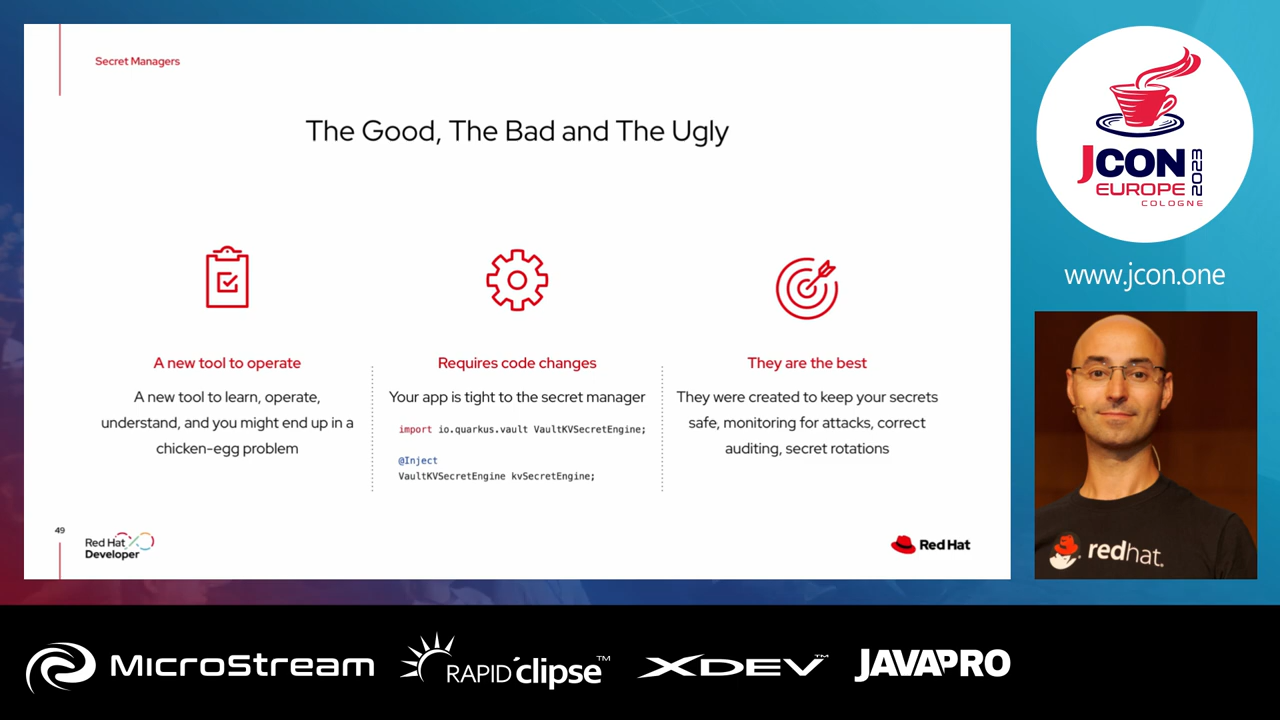 Secret Managers
The Good, The Bad and The Ugly
A new tool to operate
A new tool to learn, operate,
understand, and you might end up in a
chicken-egg problem
Requires code changes
Your app is tight to the secret manager
import io.quarkus.vault VaultKVSecretEngine;
@Inject
VaultKVSecretEngine kvSecretEngine;
They are the best
They were created to keep your secrets
safe, monitoring for attacks, correct
auditing, secret rotations
49
Red Hat
Developer
Red Hat
JCON
EUROPE
2023
COLOGNE
www.jcon.one
redhat.
MicroStream
RAPIDclipse™
XDEV™
JAVAPRO